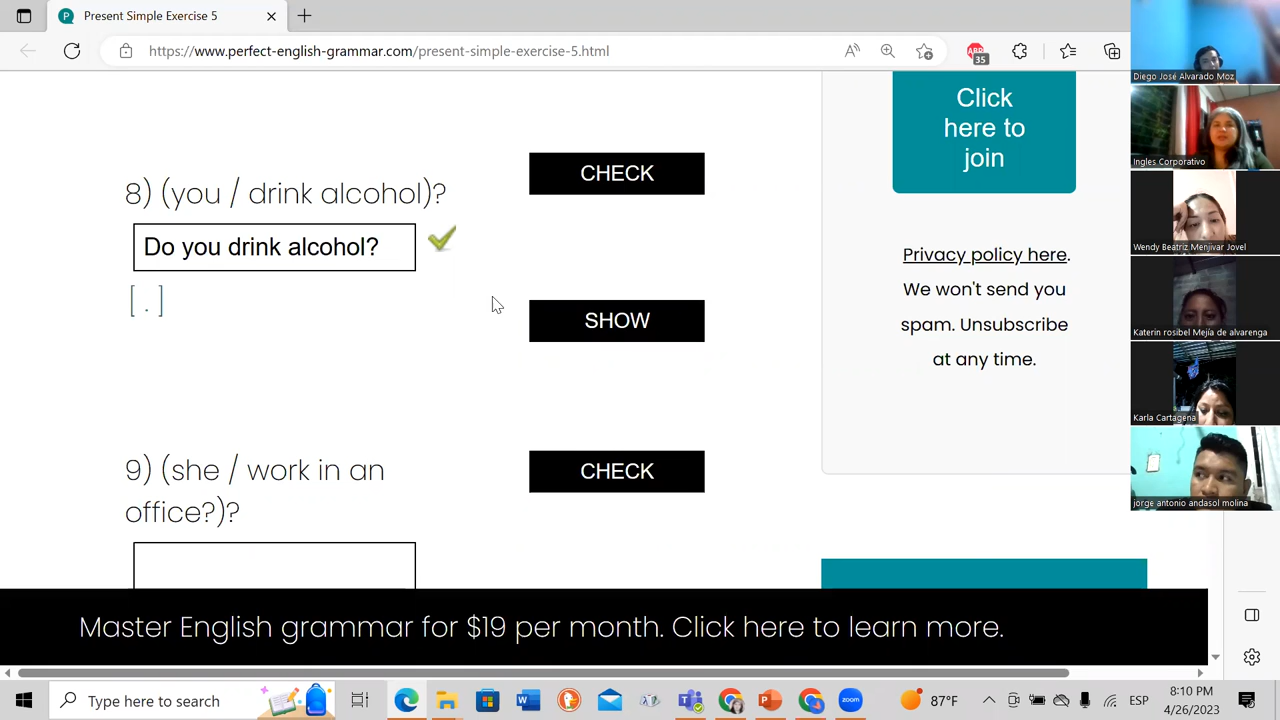 Present Simple Exercise 5
https://www.perfect-english-grammar.com/present-simple-exercise-5.html
35
Click
here to
join
Privacy policy here.
We won't send you
spam. Unsubscribe
at any time.
8) (you / drink alcohol)?
CHECK
Do you drink alcohol?
[ . ]
SHOW
9) (she / work in an
office?)?
CHECK
Master English grammar for $19 per month. Click here to learn more.
Diego José Alvarado Moz
Ingles Corporativo
Wendy Beatriz Menjivar Jovel
Katerin rosibel Mejía de alvarenga
Karla Cartagena
jorge antonio andasol molina
Type here to search
87°F
ESP
8:10 PM
4/26/2023